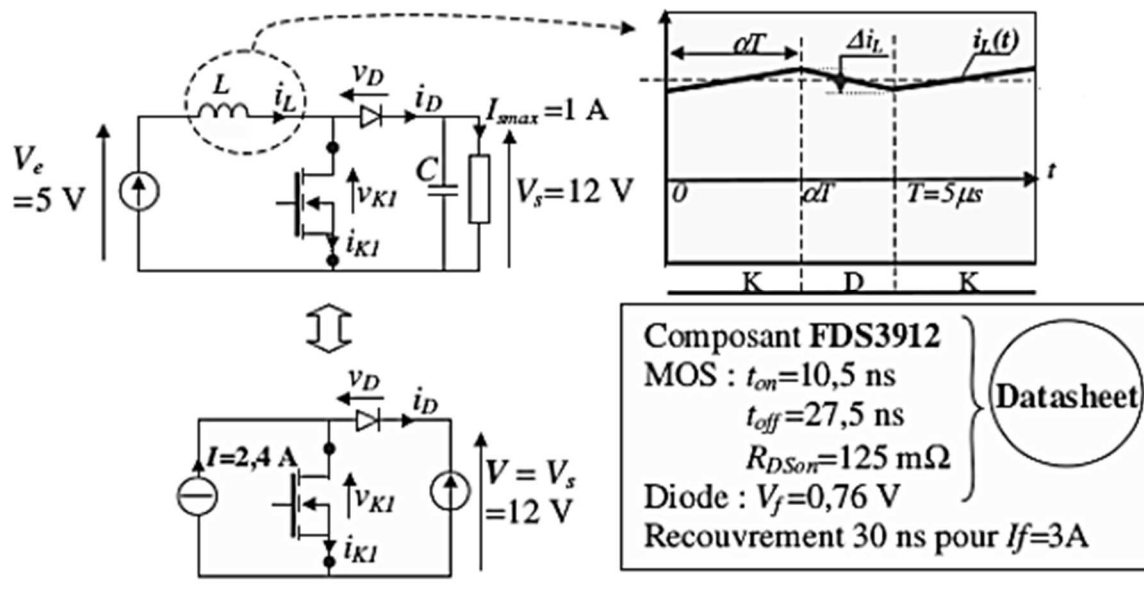 L
i_L
v_D
i_D
I_smax=1 A
V_e
=5 V
v_K1
i_K1
C
V_s=12 V
αT
Δi_L
i_L(t)
t
0
αT
T=5μs
K
D
K
v_D
i_D
I=2,4 A
v_K1
i_K1
V = V_s
=12 V
Composant FDS3912
MOS : t_on=10,5 ns
t_off=27,5 ns
R_DSon=125 mΩ
Diode : V_f=0,76 V
Recouvrement 30 ns pour If=3A
Datasheet